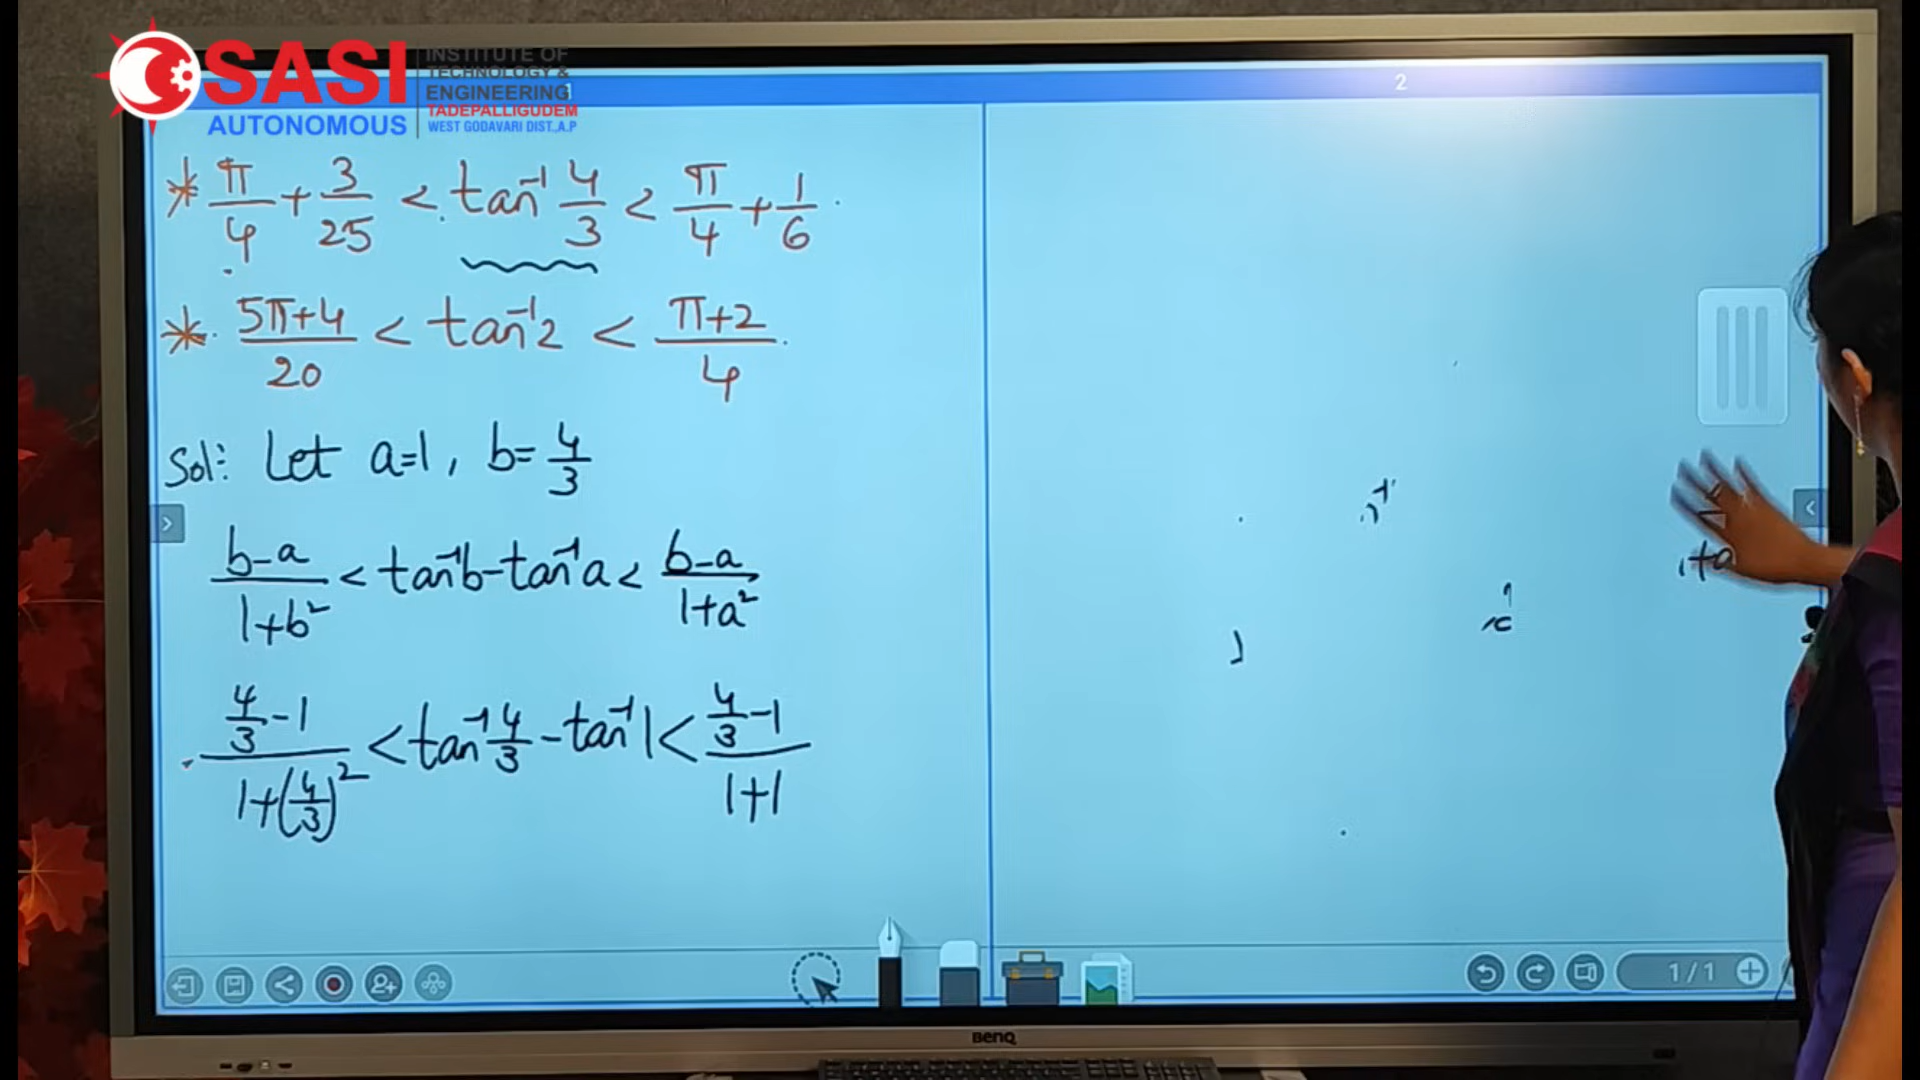 SASI
AUTONOMOUS
INSTITUTE OF
TECHNOLOGY &
ENGINEERING
TADEPALLIGUDEM
WEST GODAVARI DIST.,A.P
2
* π/4 + 3/25 < tan⁻¹ 4/3 < π/4 + 1/6
* 5π+4/20 < tan⁻¹2 < π+2/4
Sol: Let a=1, b=4/3
b-a/1+b² < tan⁻¹b - tan⁻¹a < b-a/1+a²
4/3-1/1+(4/3)² < tan⁻¹4/3 - tan⁻¹1 < 4/3-1/1+1
1/1
BenQ